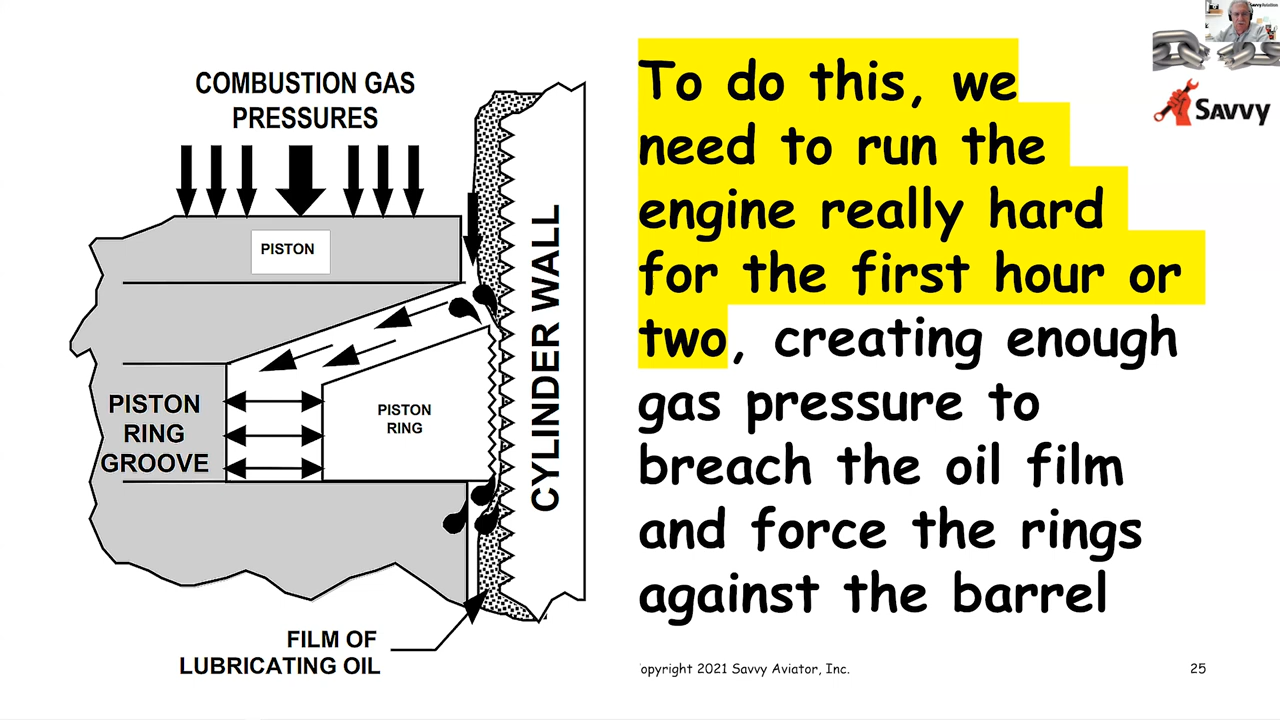 COMBUSTION GAS
PRESSURES
PISTON
PISTON
RING
GROOVE
PISTON
RING
CYLINDER WALL
FILM OF
LUBRICATING OIL
To do this, we
need to run the
engine really hard
for the first hour or
two, creating enough
gas pressure to
breach the oil film
and force the rings
against the barrel
SAVVY
opyright 2021 Savvy Aviator, Inc.
25